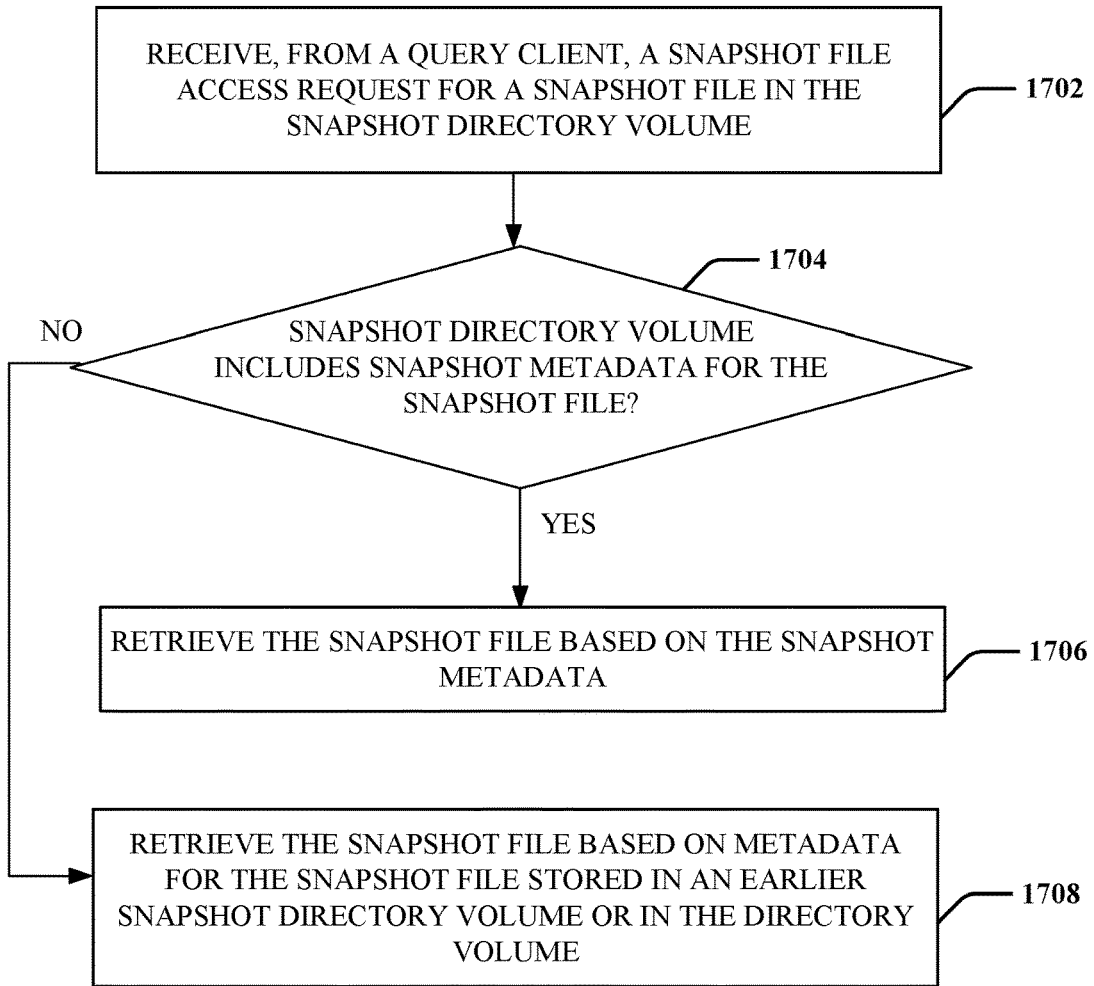 RECEIVE, FROM A QUERY CLIENT, A SNAPSHOT FILE
ACCESS REQUEST FOR A SNAPSHOT FILE IN THE
SNAPSHOT DIRECTORY VOLUME
1702
1704
NO
SNAPSHOT DIRECTORY VOLUME
INCLUDES SNAPSHOT METADATA FOR THE
SNAPSHOT FILE?
YES
RETRIEVE THE SNAPSHOT FILE BASED ON THE SNAPSHOT
METADATA
1706
RETRIEVE THE SNAPSHOT FILE BASED ON METADATA
FOR THE SNAPSHOT FILE STORED IN AN EARLIER
SNAPSHOT DIRECTORY VOLUME OR IN THE DIRECTORY
VOLUME
1708